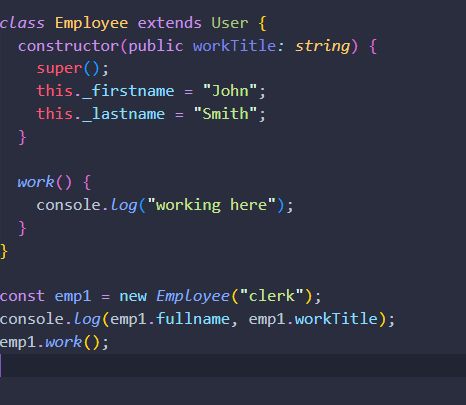 class Employee extends User {
  constructor(public workTitle: string) {
    super();
    this._firstname = "John";
    this._lastname = "Smith";
  }

  work() {
    console.log("working here");
  }
}

const emp1 = new Employee("clerk");
console.log(emp1.fullname, emp1.workTitle);
emp1.work();